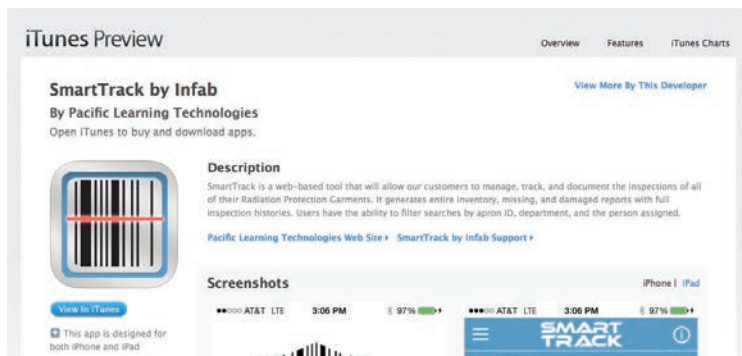 iTunes Preview
Overview Features iTunes Charts
SmartTrack by Infab
View More By This Developer
By Pacific Learning Technologies
Open iTunes to buy and download apps.
Description
SmartTrack is a web-based tool that will allow our customers to manage, track, and document the inspections of all
of their Radiation Protection Garments. It generates entire inventory, missing, and damaged reports with full
inspection histories. Users have the ability to filter searches by apron ID, department, and the person assigned.
Pacific Learning Technologies Web Site SmartTrack by Infab Support
Screenshots
iPhone | iPad
View In iTunes
AT&T LTE 3:06 PM 97%
AT&T LTE 3:06 PM 97%
This app is designed for
both iPhone and iPad
SMART
TRACK